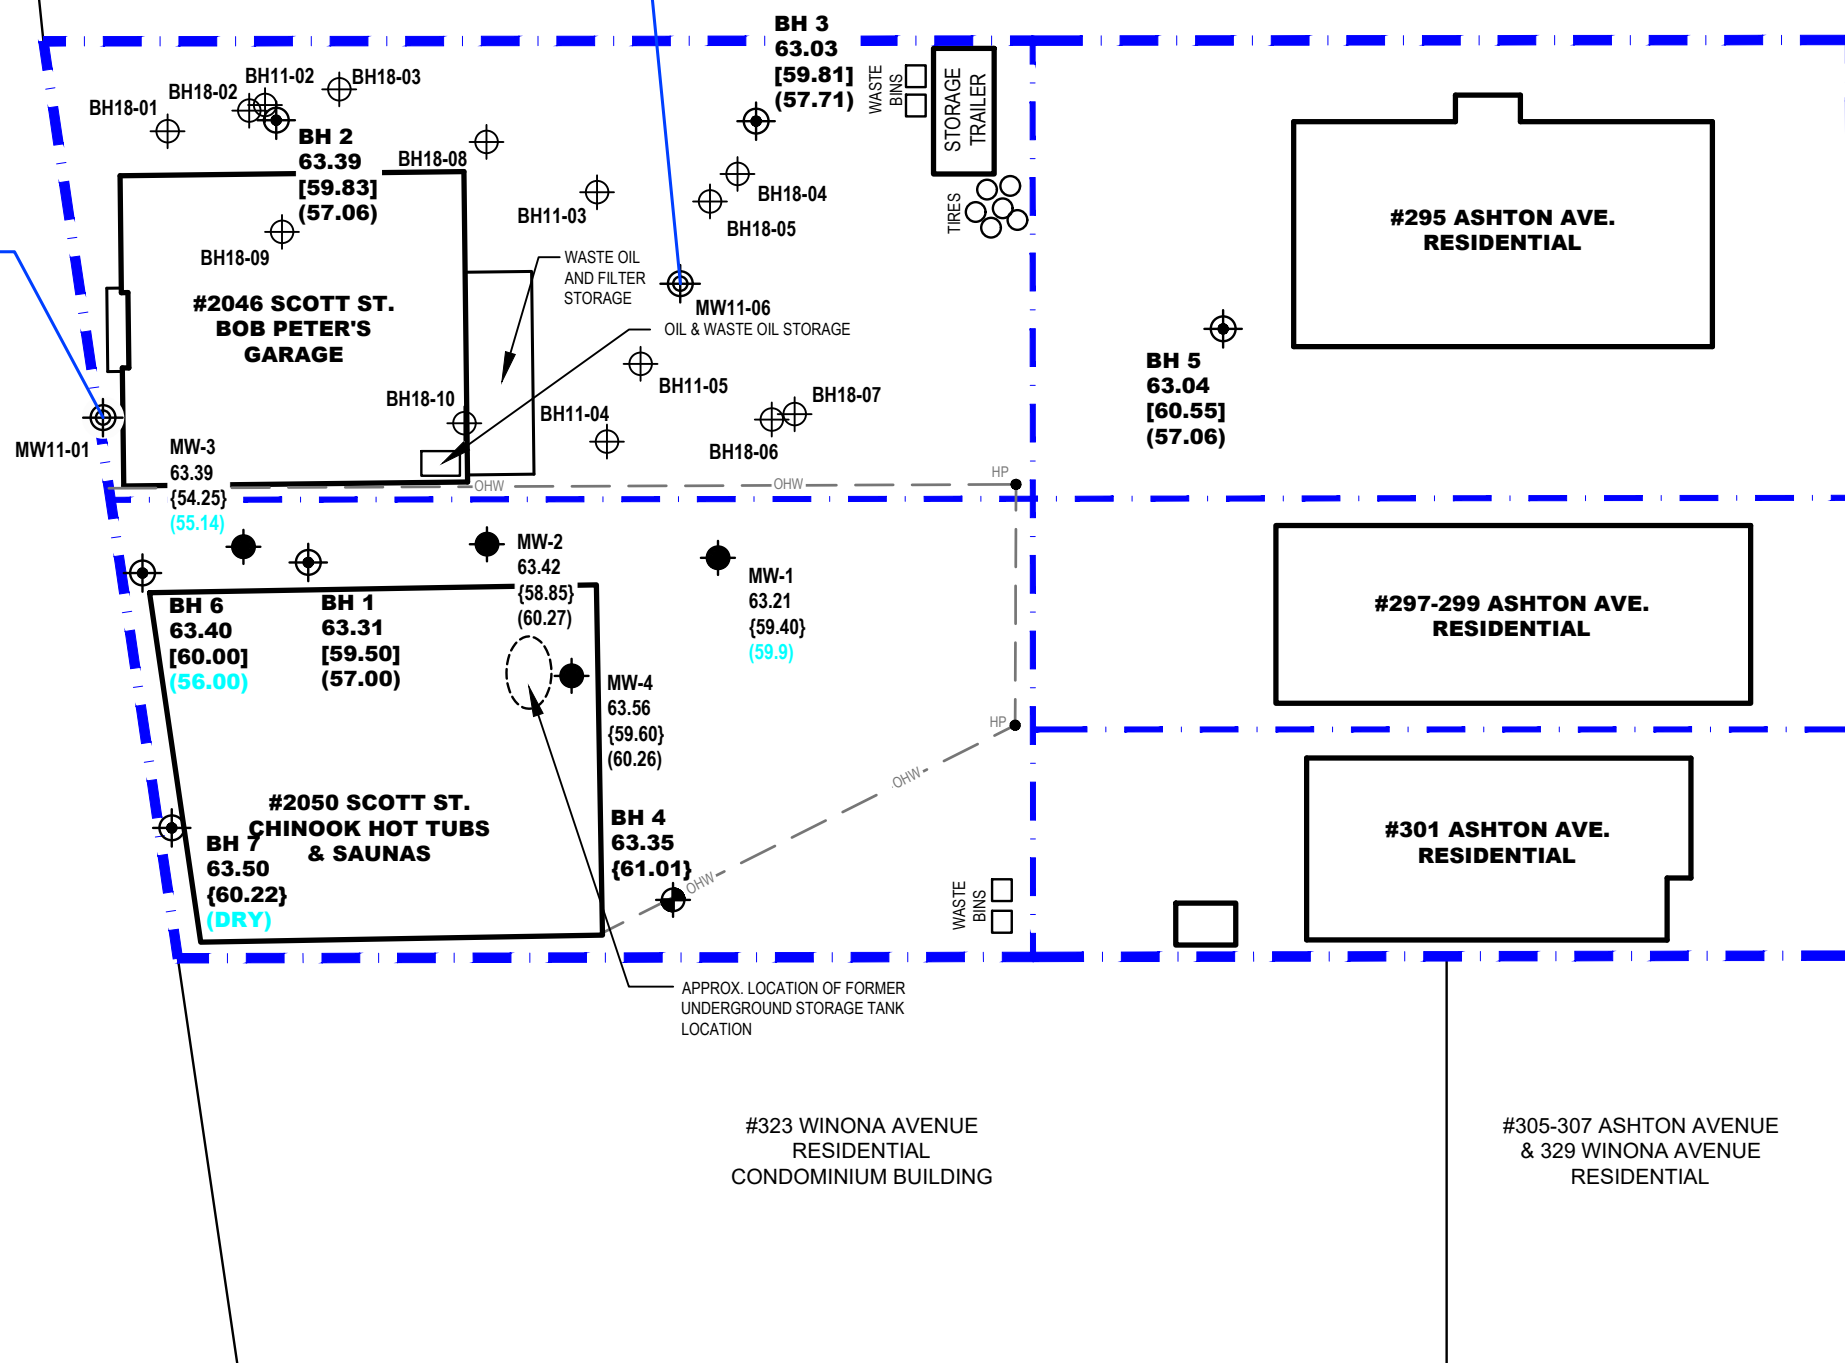 BH 3
63.03
[59.81]
(57.71)
WASTE
BINS
STORAGE
TRAILER
TIRES
BH11-02
BH18-03
BH18-02
BH18-01
BH 2
63.39
[59.83]
(57.06)
BH18-08
BH18-04
BH11-03
BH18-05
BH18-09
#2046 SCOTT ST.
BOB PETER'S
GARAGE
WASTE OIL
AND FILTER
STORAGE
MW11-06
OIL & WASTE OIL STORAGE
BH11-05
BH18-07
BH18-10
BH11-04
BH18-06
MW11-01
MW-3
63.39
{54.25}
(55.14)
OHW
OHW
HP
#295 ASHTON AVE.
RESIDENTIAL
BH 5
63.04
[60.55]
(57.06)
MW-2
63.42
{58.85}
(60.27)
MW-1
63.21
{59.40}
(59.9)
BH 6
63.40
[60.00]
(56.00)
BH 1
63.31
[59.50]
(57.00)
MW-4
63.56
{59.60}
(60.26)
HP
OHW
#297-299 ASHTON AVE.
RESIDENTIAL
#2050 SCOTT ST.
CHINOOK HOT TUBS
& SAUNAS
BH 7
63.50
{60.22}
(DRY)
BH 4
63.35
{61.01}
OHW
WASTE
BINS
#301 ASHTON AVE.
RESIDENTIAL
APPROX. LOCATION OF FORMER
UNDERGROUND STORAGE TANK
LOCATION
#323 WINONA AVENUE
RESIDENTIAL
CONDOMINIUM BUILDING
#305-307 ASHTON AVENUE
& 329 WINONA AVENUE
RESIDENTIAL